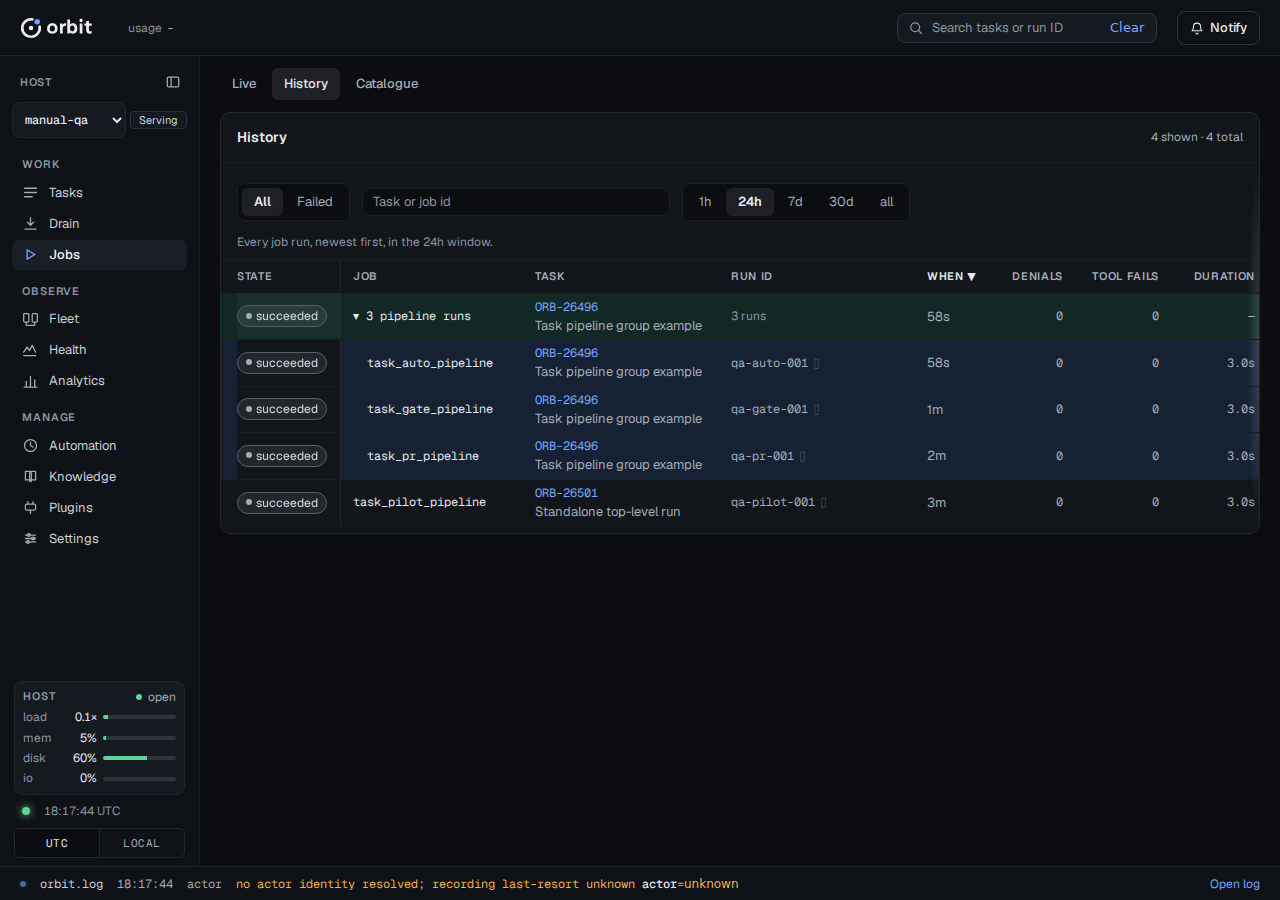 orbit
usage -
Search tasks or run ID
Clear
Notify
HOST
manual-qa
Serving
WORK
Tasks
Drain
Jobs
OBSERVE
Fleet
Health
Analytics
MANAGE
Automation
Knowledge
Plugins
Settings
HOST
open
load 0.1×
mem 5%
disk 60%
io 0%
18:17:44 UTC
UTC LOCAL
Live History Catalogue
History
4 shown · 4 total
All Failed
Task or job id
1h 24h 7d 30d all
Every job run, newest first, in the 24h window.
STATE JOB TASK RUN ID WHEN ▼ DENIALS TOOL FAILS DURATION
succeeded ▾ 3 pipeline runs ORB-26496 3 runs 58s 0 0 —
Task pipeline group example
succeeded task_auto_pipeline ORB-26496 qa-auto-001 58s 0 0 3.0s
Task pipeline group example
succeeded task_gate_pipeline ORB-26496 qa-gate-001 1m 0 0 3.0s
Task pipeline group example
succeeded task_pr_pipeline ORB-26496 qa-pr-001 2m 0 0 3.0s
Task pipeline group example
succeeded task_pilot_pipeline ORB-26501 qa-pilot-001 3m 0 0 3.0s
Standalone top-level run
orbit.log 18:17:44 actor no actor identity resolved; recording last-resort unknown actor=unknown
Open log